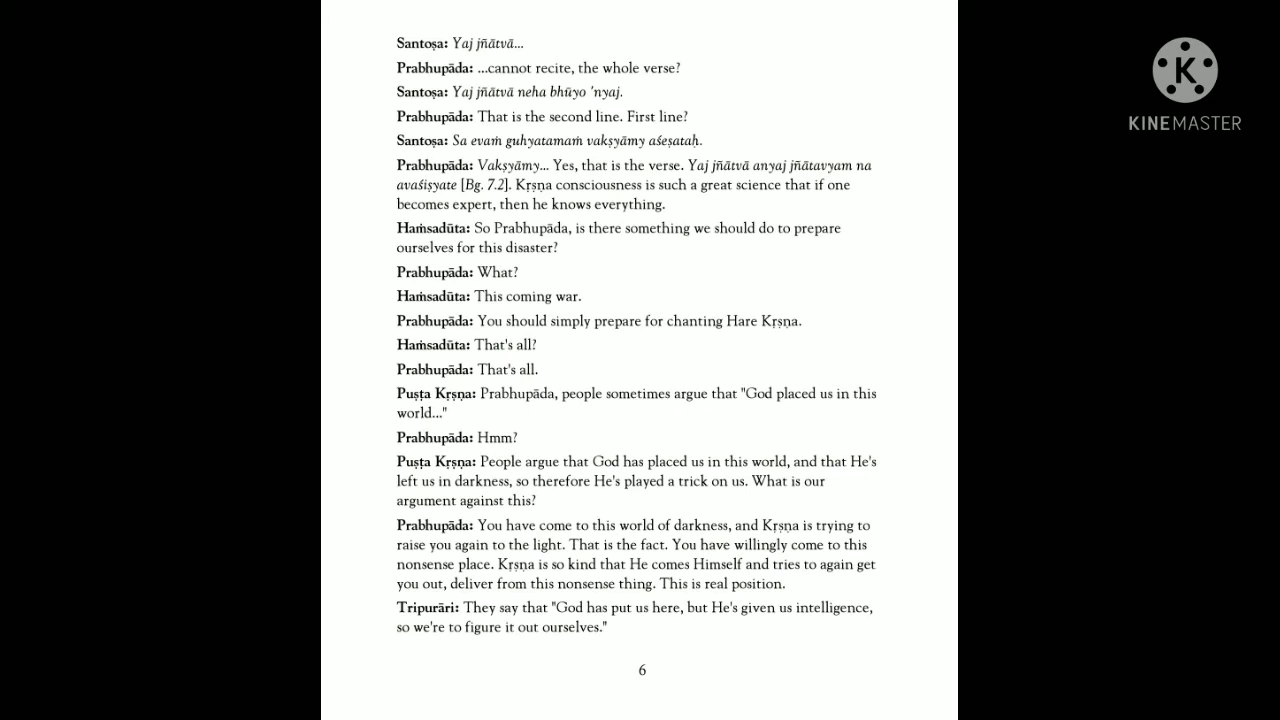 Santoṣa: Yaj jñātvā...
Prabhupāda: ...cannot recite, the whole verse?
Santoṣa: Yaj jñātvā neha bhūyo 'nyaj.
Prabhupāda: That is the second line. First line?
Santoṣa: Sa evaṁ guhyatamaṁ vakṣyāmy aśeṣataḥ.
Prabhupāda: Vakṣyāmy... Yes, that is the verse. Yaj jñātvā anyaj jñātavyam na
avaśiṣyate [Bg. 7.2]. Kṛṣṇa consciousness is such a great science that if one
becomes expert, then he knows everything.
Haṁsadūta: So Prabhupāda, is there something we should do to prepare
ourselves for this disaster?
Prabhupāda: What?
Haṁsadūta: This coming war.
Prabhupāda: You should simply prepare for chanting Hare Kṛṣṇa.
Haṁsadūta: That's all?
Prabhupāda: That's all.
Puṣṭa Kṛṣṇa: Prabhupāda, people sometimes argue that "God placed us in this
world..."
Prabhupāda: Hmm?
Puṣṭa Kṛṣṇa: People argue that God has placed us in this world, and that He's
left us in darkness, so therefore He's played a trick on us. What is our
argument against this?
Prabhupāda: You have come to this world of darkness, and Kṛṣṇa is trying to
raise you again to the light. That is the fact. You have willingly come to this
nonsense place. Kṛṣṇa is so kind that He comes Himself and tries to again get
you out, deliver from this nonsense thing. This is real position.
Tripurāri: They say that "God has put us here, but He's given us intelligence,
so we're to figure it out ourselves."
6
K
KINEMASTER